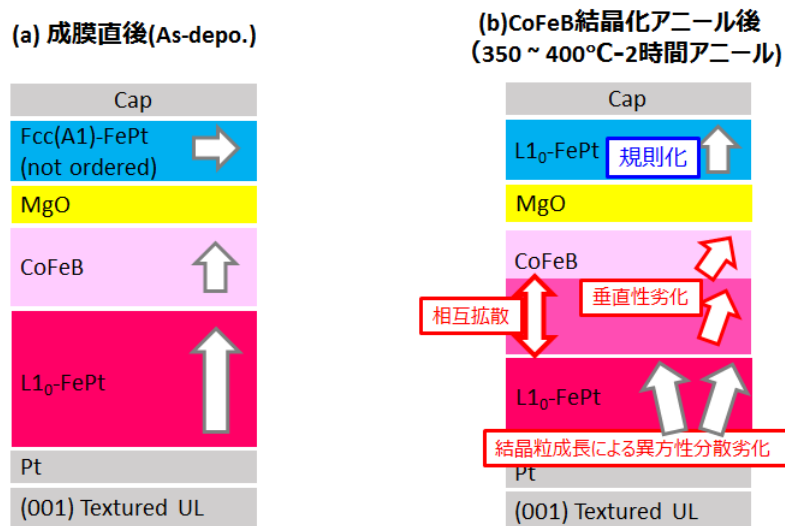 (a) 成膜直後(As-depo.)
Cap
Fcc(A1)-FePt
(not ordered)
MgO
CoFeB
L1₀-FePt
Pt
(001) Textured UL
(b)CoFeB結晶化アニール後
(350 ~ 400℃-2時間アニール)
Cap
L1₀-FePt
規則化
MgO
CoFeB
垂直性劣化
相互拡散
L1₀-FePt
結晶粒成長による異方性分散劣化
Pt
(001) Textured UL